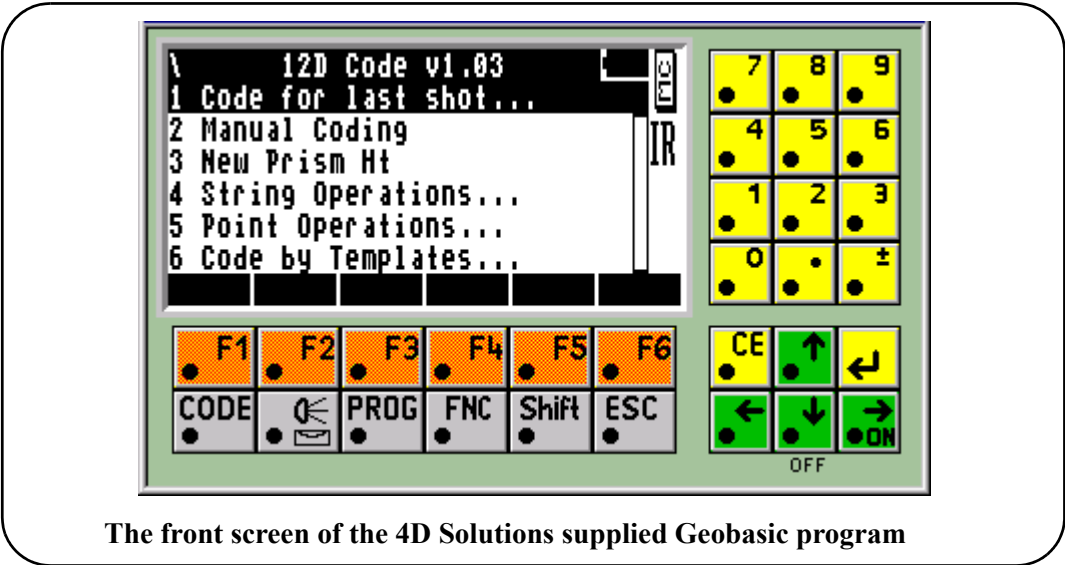 \ 12D Code v1.03
MC
1 Code for last shot...
2 Manual Coding
IR
3 New Prism Ht
4 String Operations...
5 Point Operations...
6 Code by Templates...
7 8 9
4 5 6
1 2 3
0 . ±
F1 F2 F3 F4 F5 F6
CE ↑ ↵
CODE PROG FNC Shift ESC
← ↓ → ON
OFF
The front screen of the 4D Solutions supplied Geobasic program